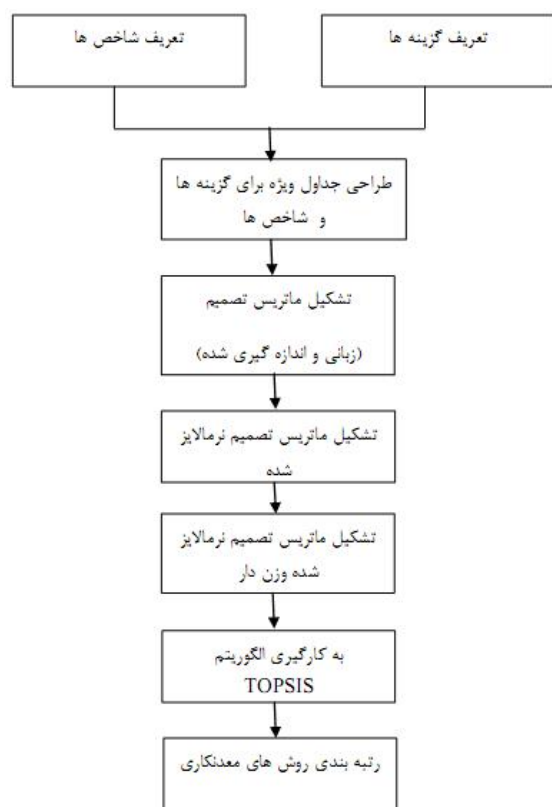 تعریف گزینه ها
تعریف شاخص ها
طراحی جداول ویژه برای گزینه ها
و شاخص ها
تشکیل ماتریس تصمیم
(زبانی و اندازه گیری شده)
تشکیل ماتریس تصمیم نرمالایز
شده
تشکیل ماتریس تصمیم نرمالایز
شده وزن دار
به کارگیری الگوریتم
TOPSIS
رتبه بندی روش های معدنکاری